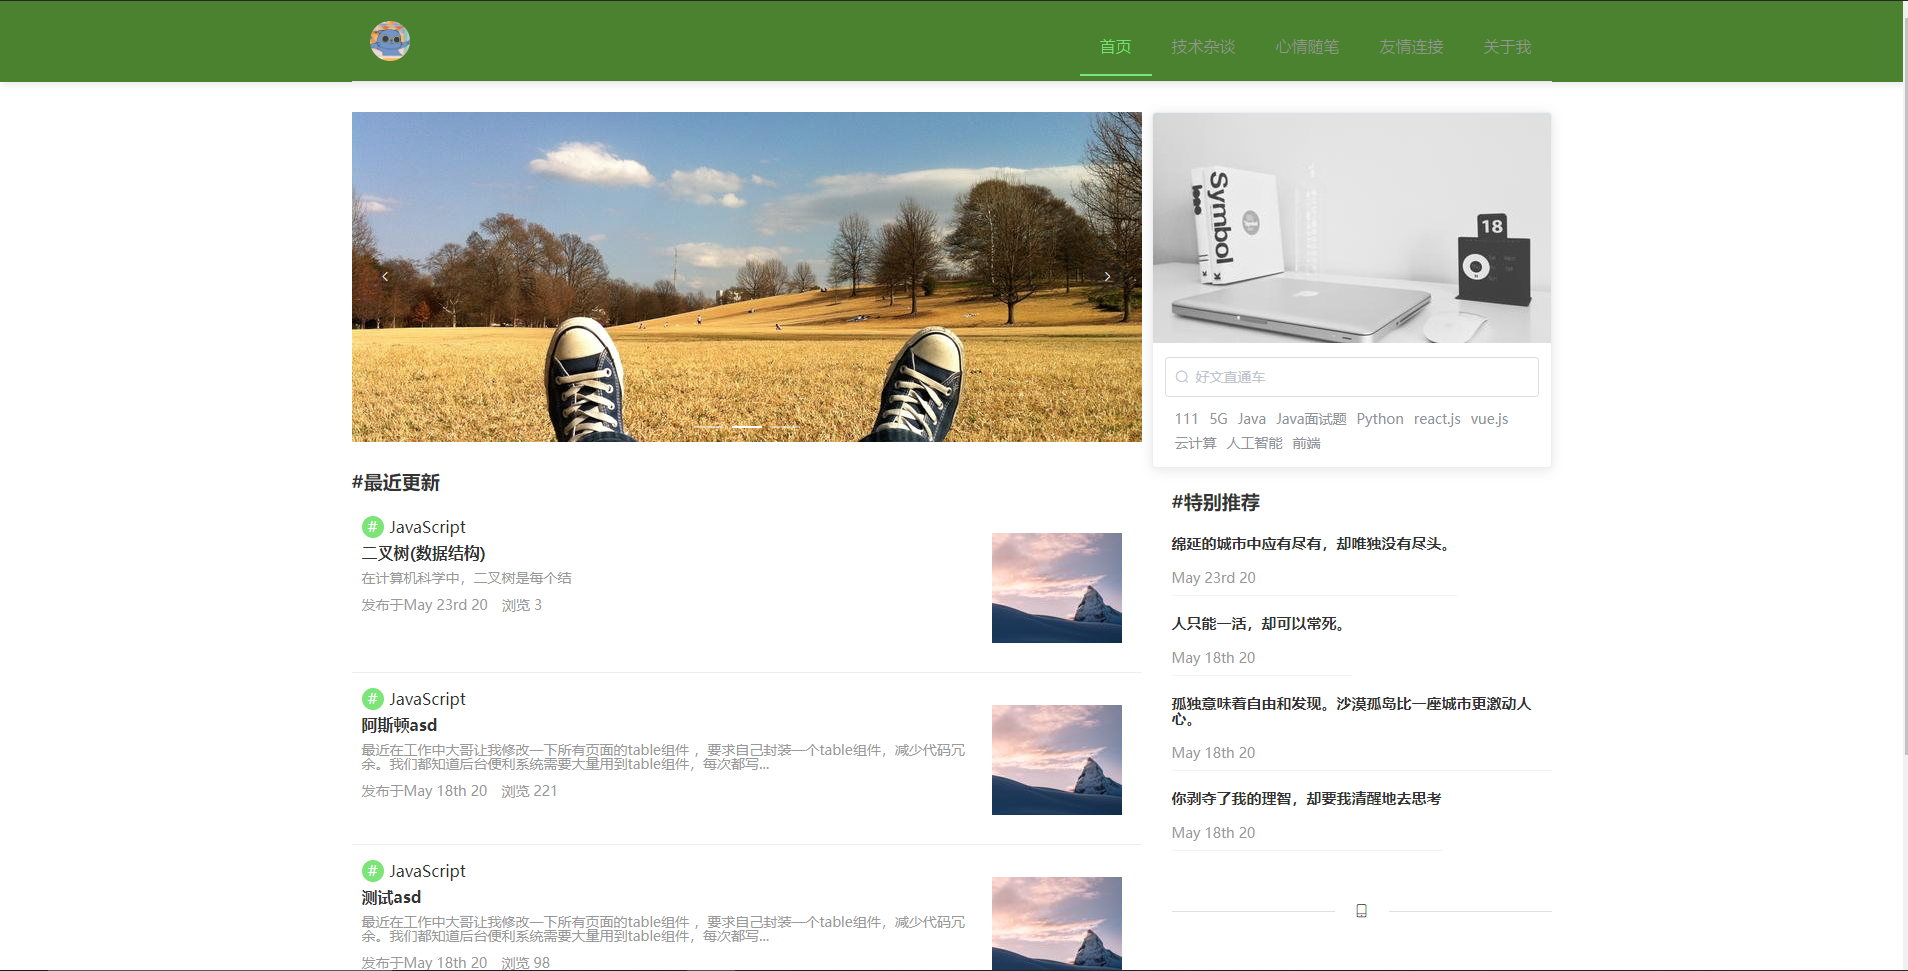 首页 技术杂谈 心情随笔 友情连接 关于我
Symbol
18
好文直通车
111 5G Java Java面试题 Python react.js vue.js
云计算 人工智能 前端
#最近更新
# JavaScript
二叉树(数据结构)
在计算机科学中，二叉树是每个结
发布于May 23rd 20 浏览 3
# JavaScript
阿斯顿asd
最近在工作中大哥让我修改一下所有页面的table组件 ，要求自己封装一个table组件，减少代码冗
余。我们都知道后台便利系统需要大量用到table组件，每次都写...
发布于May 18th 20 浏览 221
# JavaScript
测试asd
最近在工作中大哥让我修改一下所有页面的table组件 ，要求自己封装一个table组件，减少代码冗
余。我们都知道后台便利系统需要大量用到table组件，每次都写...
发布于May 18th 20 浏览 98
#特别推荐
绵延的城市中应有尽有，却唯独没有尽头。
May 23rd 20
人只能一活，却可以常死。
May 18th 20
孤独意味着自由和发现。沙漠孤岛比一座城市更激动人
心。
May 18th 20
你剥夺了我的理智，却要我清醒地去思考
May 18th 20